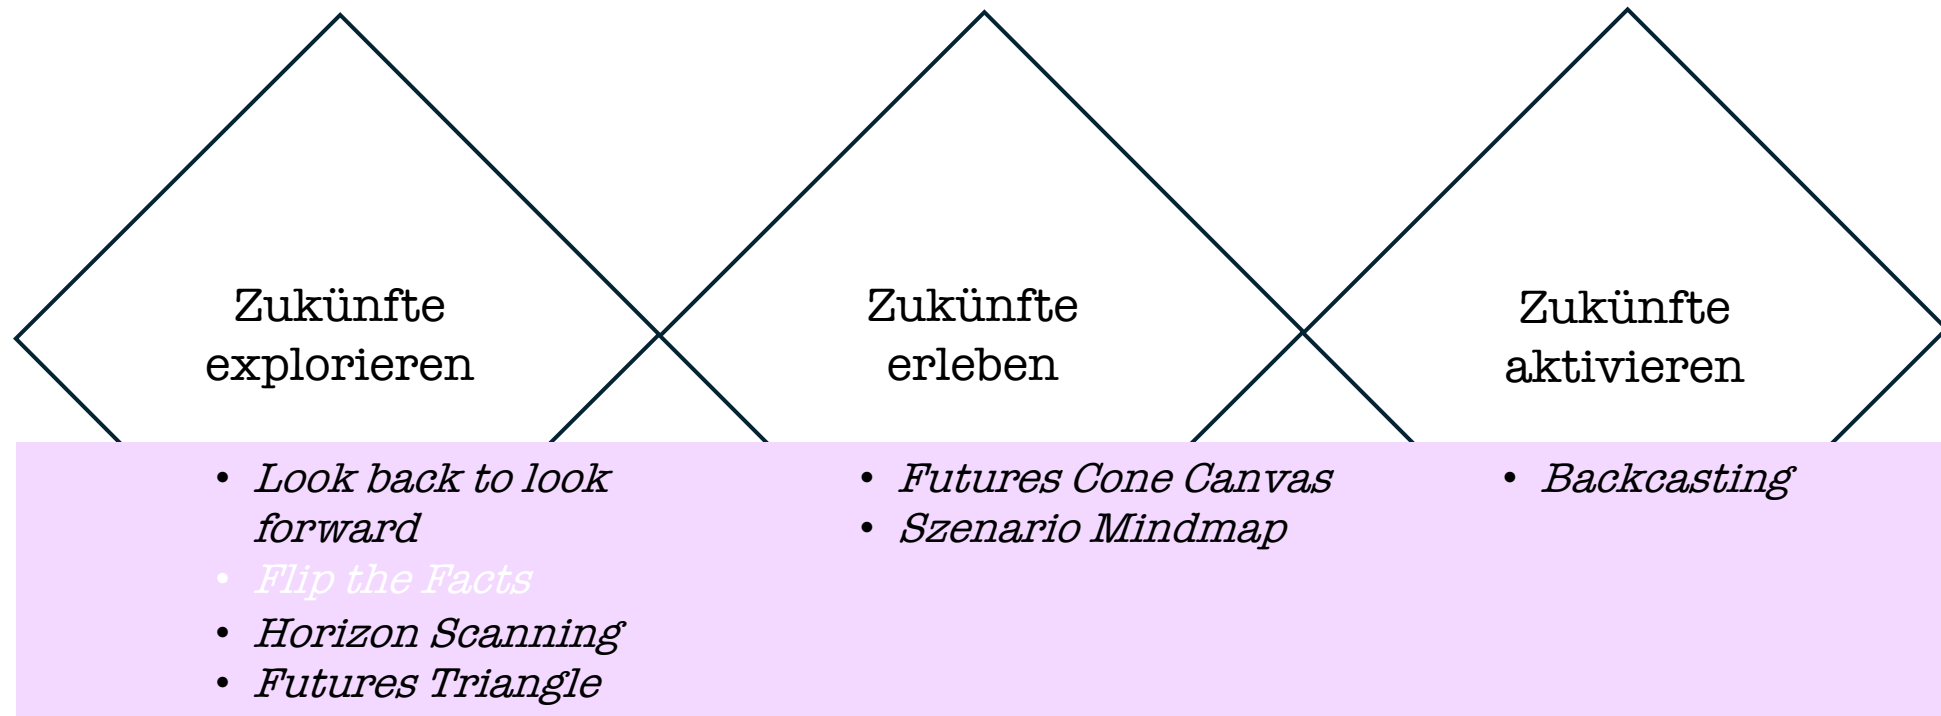 Zukünfte
explorieren
Zukünfte
erleben
Zukünfte
aktivieren
• Look back to look
forward
• Flip the Facts
• Horizon Scanning
• Futures Triangle
• Futures Cone Canvas
• Szenario Mindmap
• Backcasting